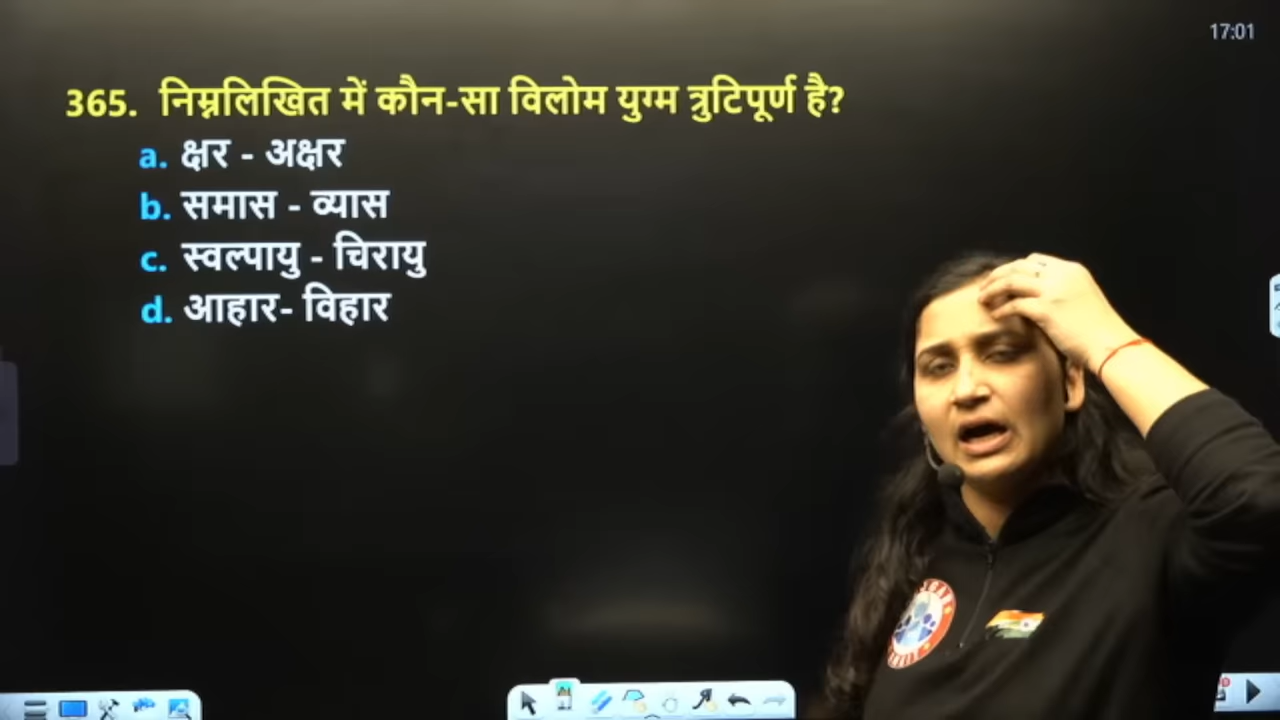 17:01
365. निम्नलिखित में कौन-सा विलोम युग्म त्रुटिपूर्ण है?
a. क्षर - अक्षर
b. समास - व्यास
c. स्वल्पायु - चिरायु
d. आहार- विहार